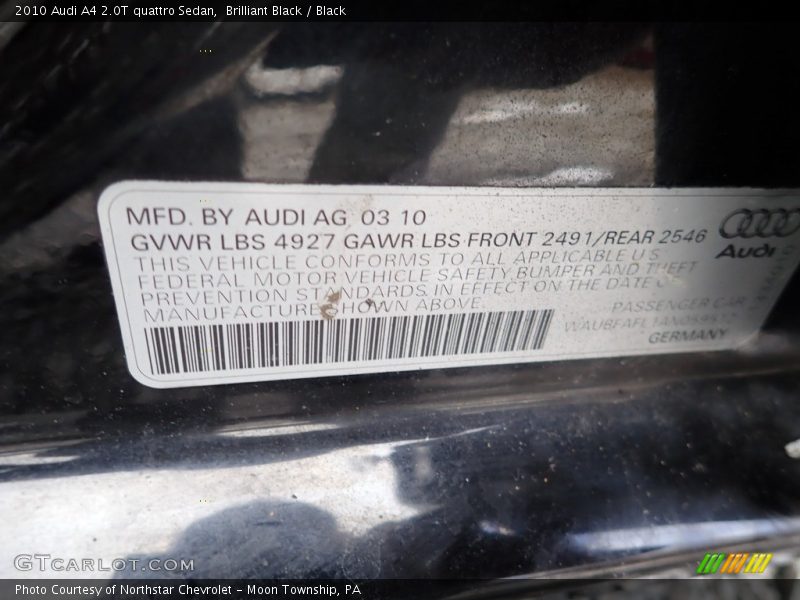 2010 Audi A4 2.0T quattro Sedan, Brilliant Black / Black
MFD. BY AUDI AG 03 10
GVWR LBS 4927 GAWR LBS FRONT 2491/REAR 2546
THIS VEHICLE CONFORMS TO ALL APPLICABLE U S
FEDERAL MOTOR VEHICLE SAFETY, BUMPER AND THEFT
PREVENTION STANDARDS IN EFFECT ON THE DATE OF
MANUFACTURE SHOWN ABOVE.
Audi
PASSENGER CAR
GERMANY
GTCARLOT.COM
Photo Courtesy of Northstar Chevrolet – Moon Township, PA